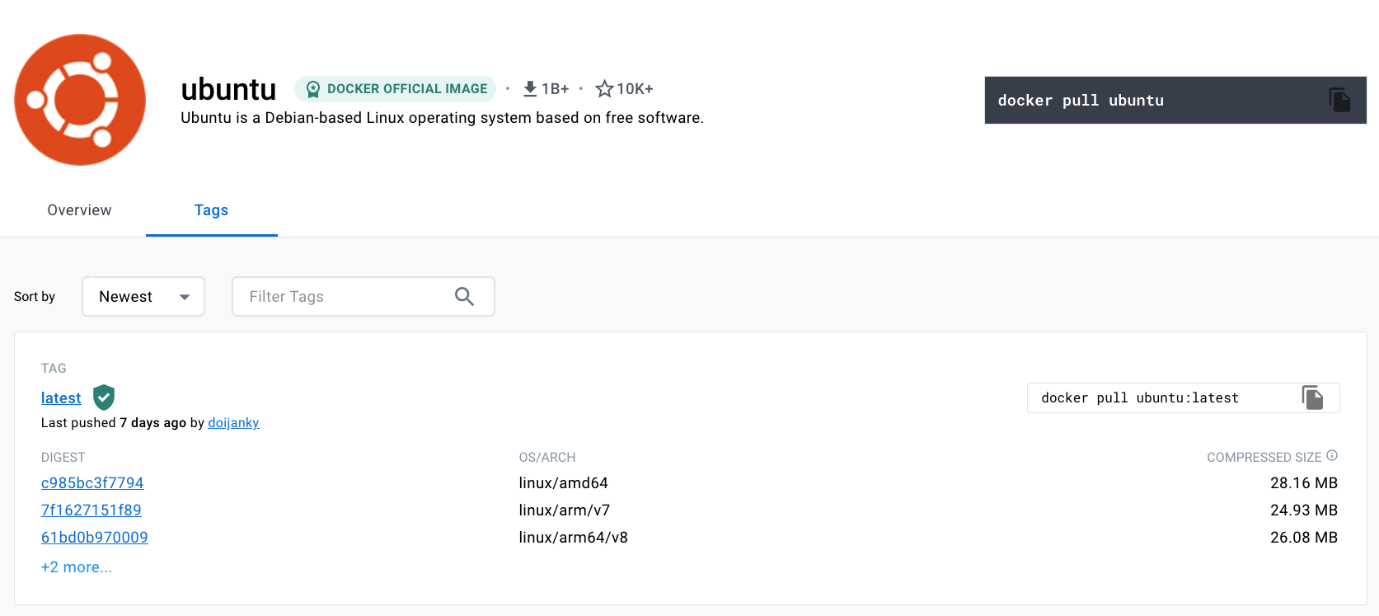 ubuntu DOCKER OFFICIAL IMAGE · 1B+ · 10K+
Ubuntu is a Debian-based Linux operating system based on free software.
docker pull ubuntu
Overview Tags
Sort by Newest Filter Tags
TAG
latest
docker pull ubuntu:latest
Last pushed 7 days ago by doijanky
DIGEST OS/ARCH COMPRESSED SIZE
c985bc3f7794 linux/amd64 28.16 MB
7f1627151f89 linux/arm/v7 24.93 MB
61bd0b970009 linux/arm64/v8 26.08 MB
+2 more...